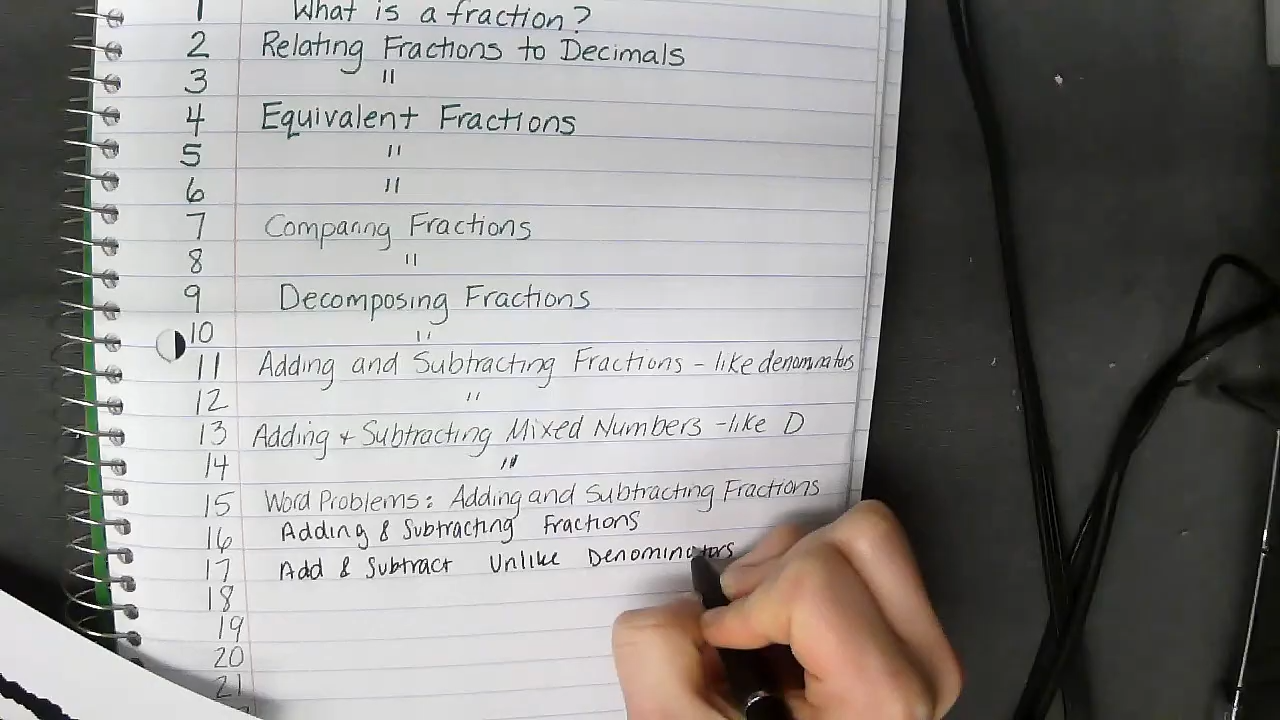 1 What is a fraction?
2 Relating Fractions to Decimals
3 "
4 Equivalent Fractions
5 "
6 "
7 Comparing Fractions
8 "
9 Decomposing Fractions
10 "
11 Adding and Subtracting Fractions - like denominators
12 "
13 Adding + Subtracting Mixed Numbers - like D
14 "
15 Word Problems: Adding and Subtracting Fractions
16 Adding & Subtracting Fractions
17 Add & Subtract Unlike Denominators
18
19
20
21